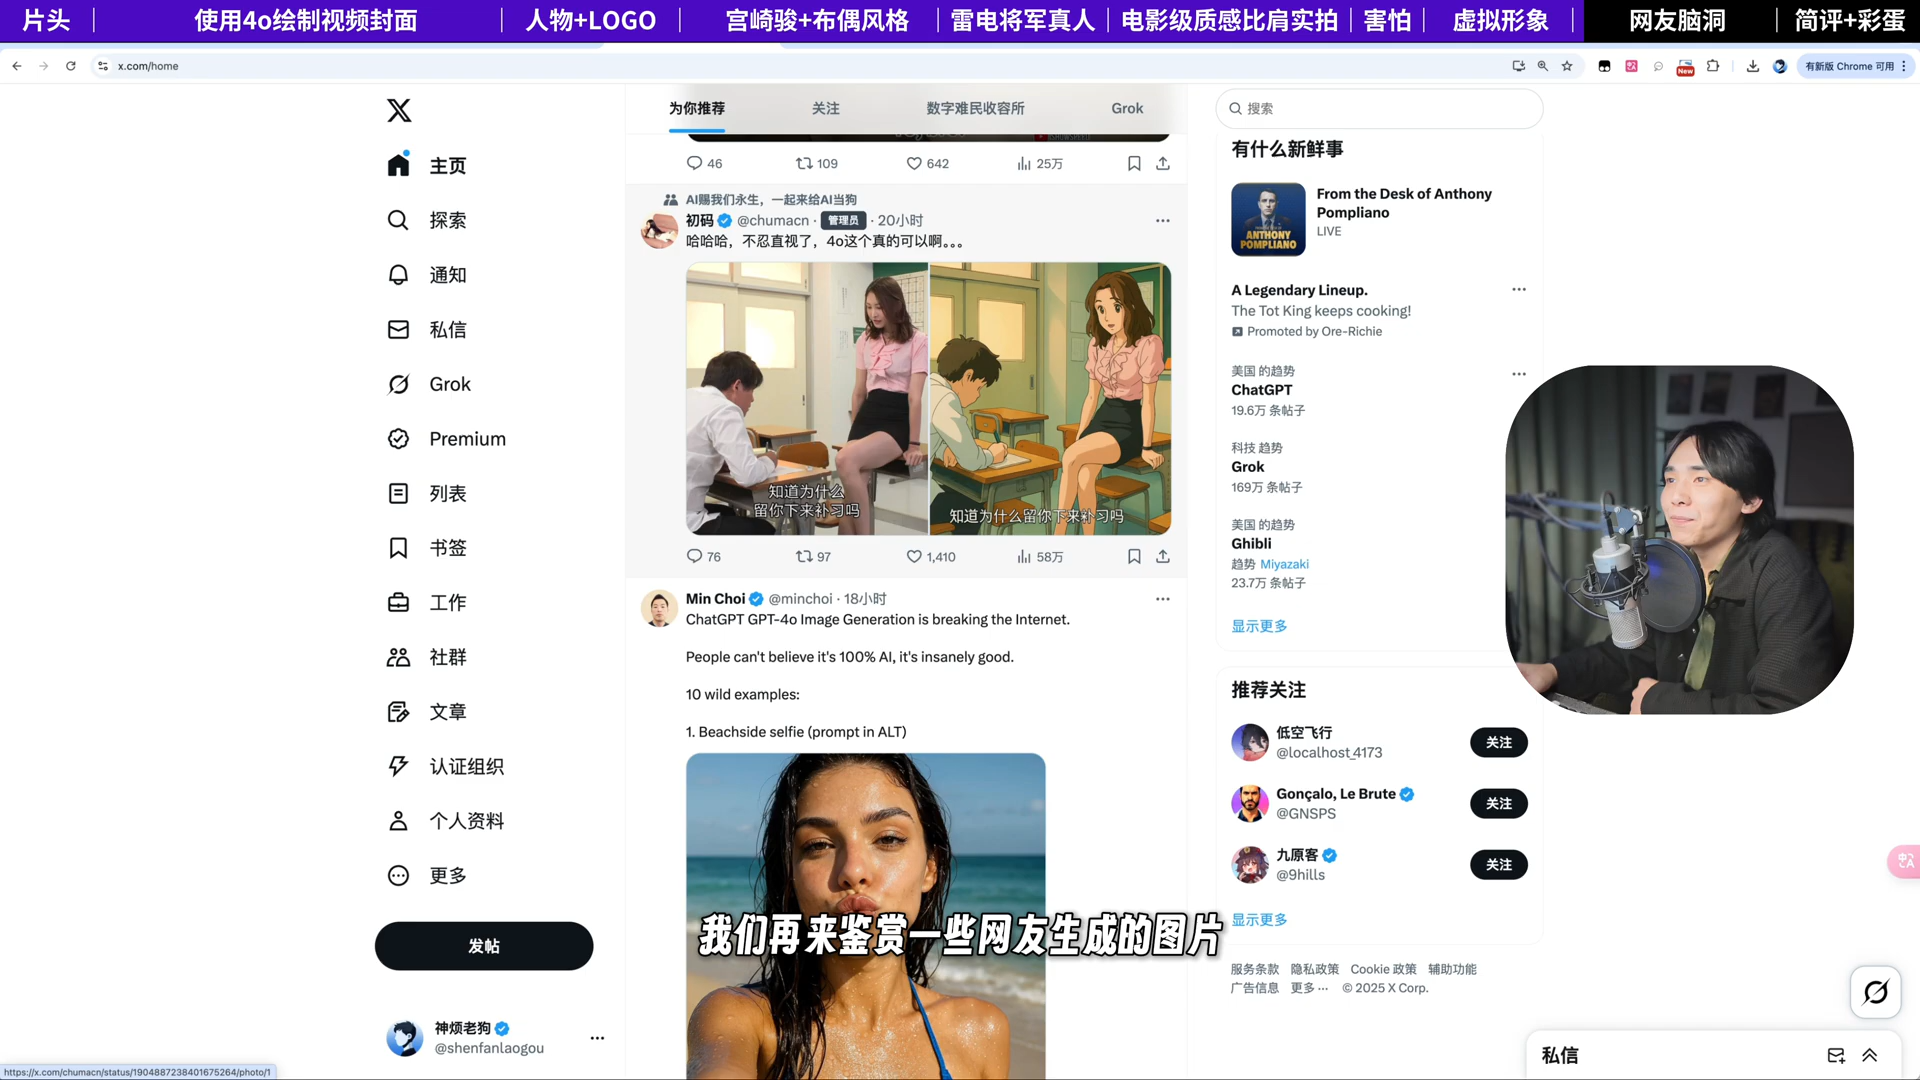 片头
使用4o绘制视频封面
人物+LOGO
宫崎骏+布偶风格
雷电将军真人
电影级质感比肩实拍
害怕
虚拟形象
网友脑洞
简评+彩蛋
x.com/home
New
有新版 Chrome 可用
主页
探索
通知
私信
Grok
Premium
列表
书签
工作
社群
文章
认证组织
个人资料
更多
发帖
神烦老狗
@shenfanlaogou
https://x.com/chumacn/status/1904887238401675264/photo/1
为你推荐
关注
数字难民收容所
Grok
46
109
642
25万
AI赐我们永生，一起来给AI当狗
初码 @chumacn · 管理员 · 20小时
哈哈哈，不忍直视了，4o这个真的可以啊。。。
知道为什么
留你下来补习吗
知道为什么留你下来补习吗
76
97
1,410
58万
Min Choi @minchoi · 18小时
ChatGPT GPT-4o Image Generation is breaking the Internet.
People can't believe it's 100% AI, it's insanely good.
10 wild examples:
1. Beachside selfie (prompt in ALT)
我们再来鉴赏一些网友生成的图片
搜索
有什么新鲜事
ANTHONY
POMPLIANO
From the Desk of Anthony
Pompliano
LIVE
A Legendary Lineup.
The Tot King keeps cooking!
Promoted by Ore-Richie
美国 的趋势
ChatGPT
19.6万 条帖子
科技 趋势
Grok
169万 条帖子
美国 的趋势
Ghibli
趋势 Miyazaki
23.7万 条帖子
显示更多
推荐关注
低空飞行
@localhost_4173
关注
Gonçalo, Le Brute
@GNSPS
关注
九原客
@9hills
关注
显示更多
服务条款 隐私政策 Cookie 政策 辅助功能
广告信息 更多 ··· © 2025 X Corp.
私信